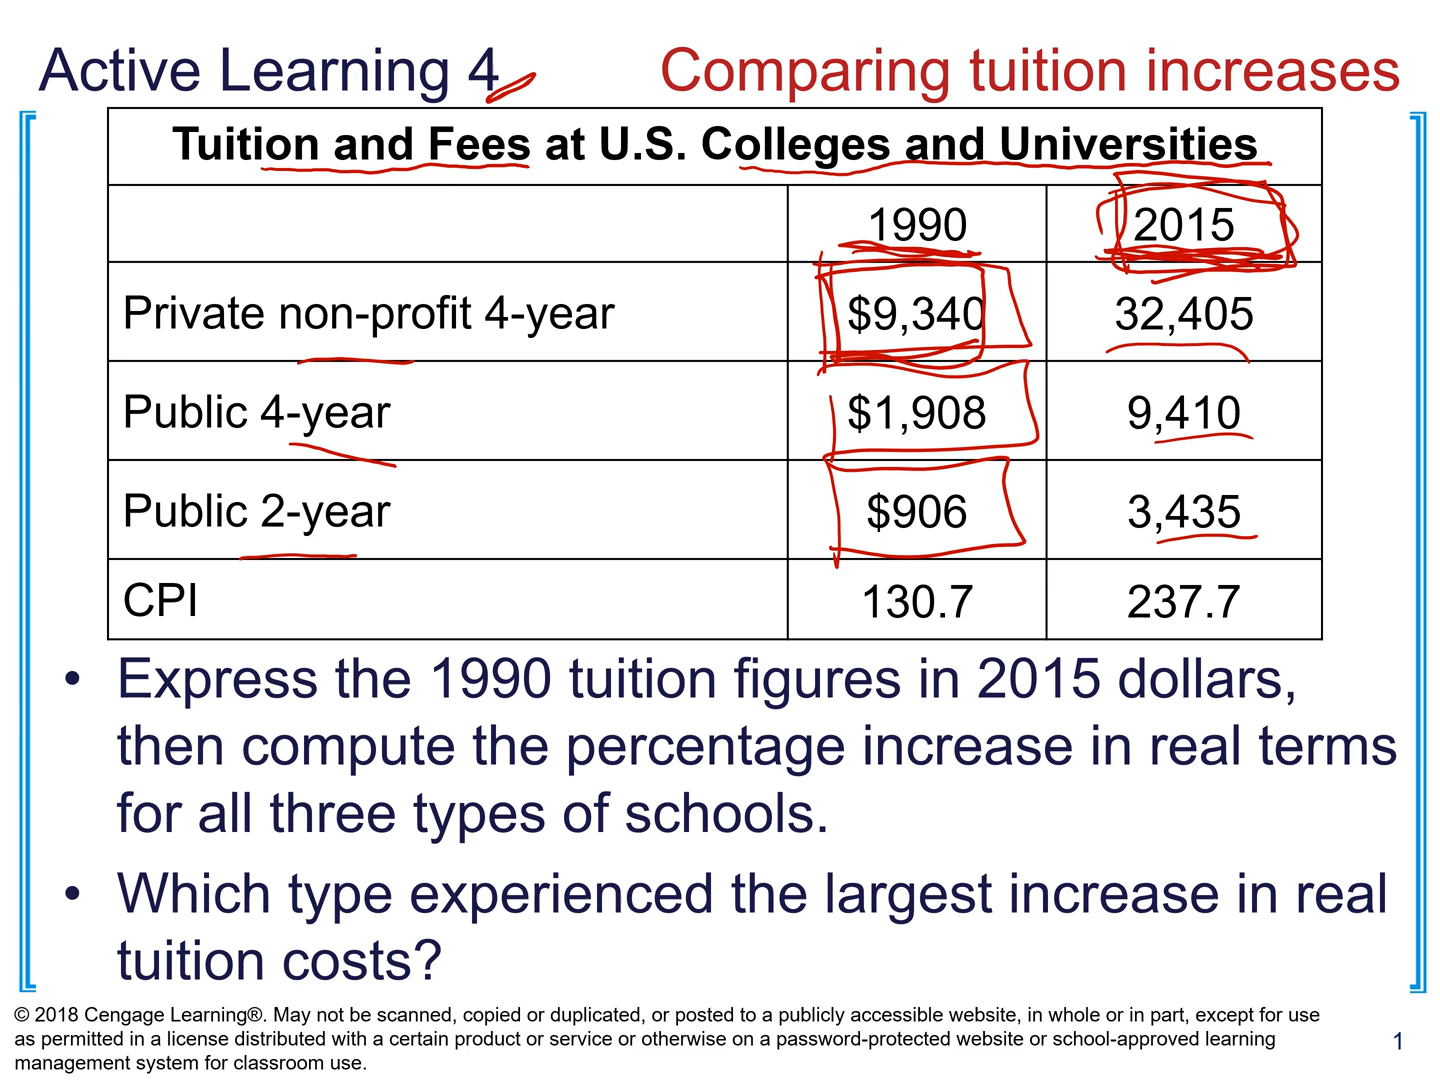 Active Learning 4 Comparing tuition increases
Tuition and Fees at U.S. Colleges and Universities
1990 2015
Private non-profit 4-year $9,340 32,405
Public 4-year $1,908 9,410
Public 2-year $906 3,435
CPI 130.7 237.7
• Express the 1990 tuition figures in 2015 dollars,
then compute the percentage increase in real terms
for all three types of schools.
• Which type experienced the largest increase in real
tuition costs?
© 2018 Cengage Learning®. May not be scanned, copied or duplicated, or posted to a publicly accessible website, in whole or in part, except for use
as permitted in a license distributed with a certain product or service or otherwise on a password-protected website or school-approved learning
management system for classroom use.
1